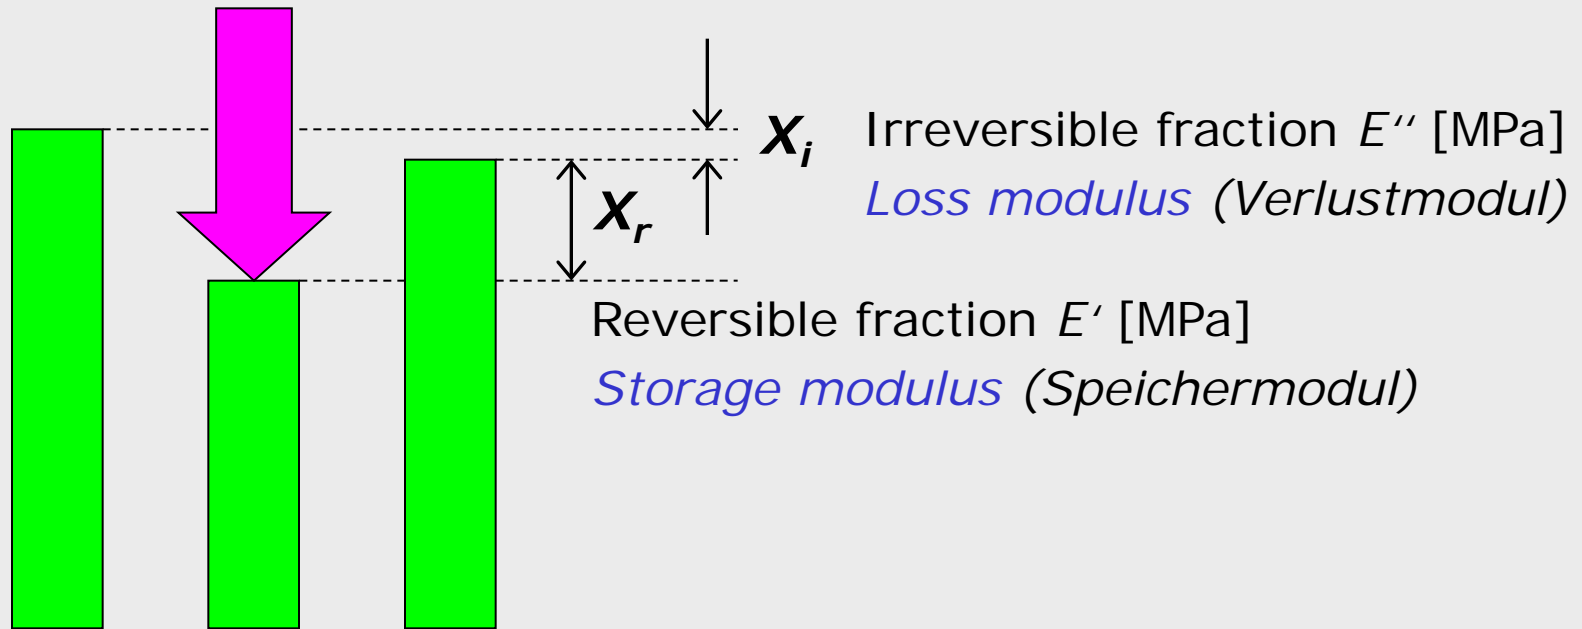 X_i Irreversible fraction E'' [MPa]
Loss modulus (Verlustmodul)
X_r
Reversible fraction E' [MPa]
Storage modulus (Speichermodul)